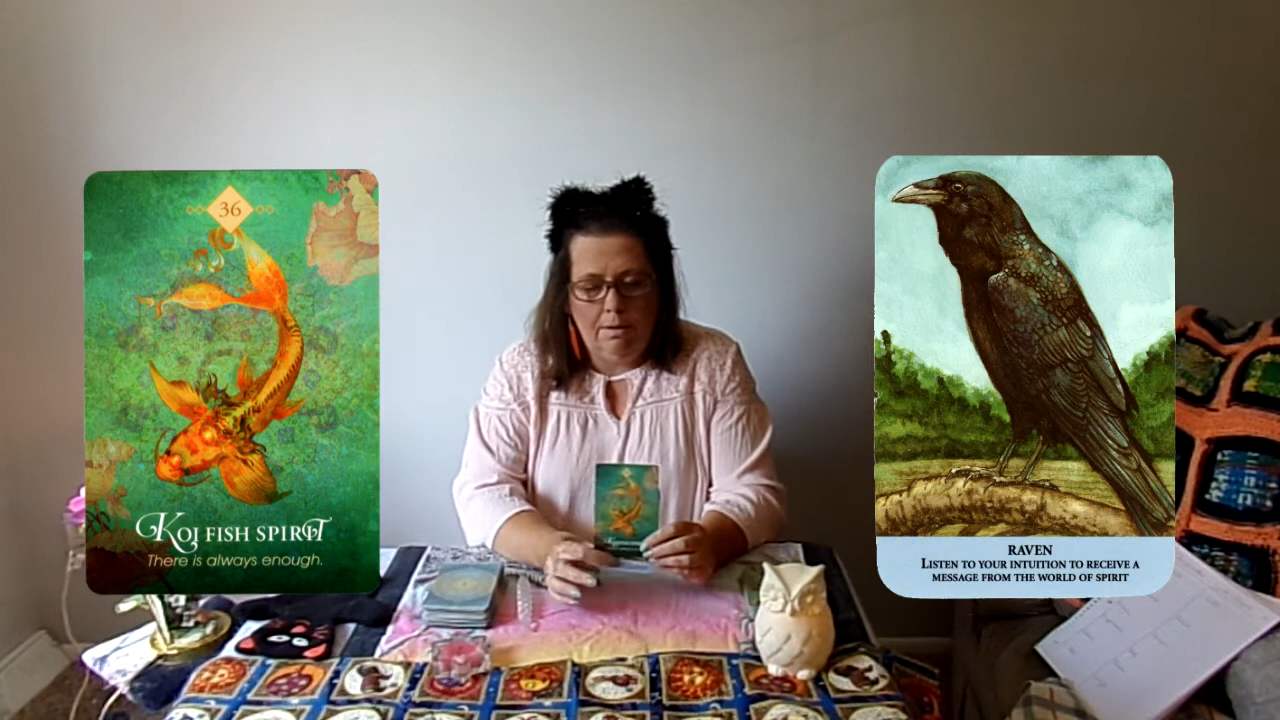 36
Koi fish spirit
There is always enough.
RAVEN
Listen to your intuition to receive a
message from the world of spirit